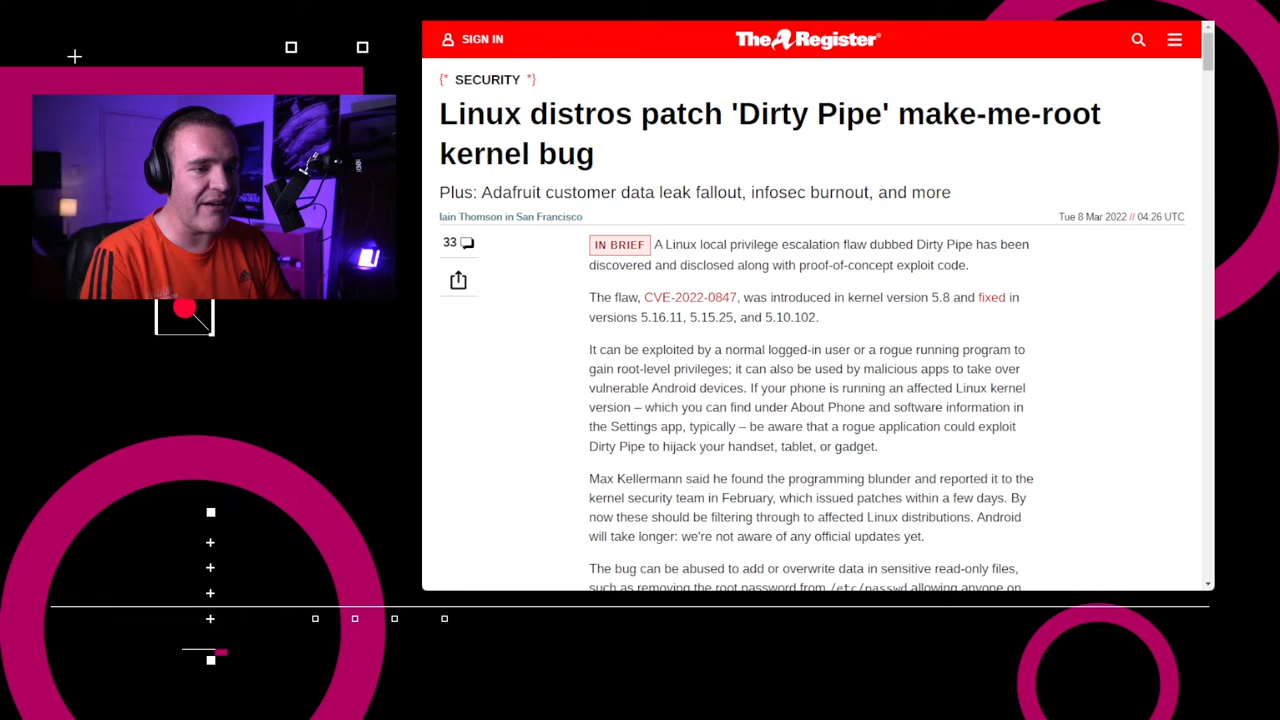 SIGN IN
The Register®
{* SECURITY *}
Linux distros patch 'Dirty Pipe' make-me-root
kernel bug
Plus: Adafruit customer data leak fallout, infosec burnout, and more
Iain Thomson in San Francisco
Tue 8 Mar 2022 // 04:26 UTC
33
IN BRIEF A Linux local privilege escalation flaw dubbed Dirty Pipe has been
discovered and disclosed along with proof-of-concept exploit code.
The flaw, CVE-2022-0847, was introduced in kernel version 5.8 and fixed in
versions 5.16.11, 5.15.25, and 5.10.102.
It can be exploited by a normal logged-in user or a rogue running program to
gain root-level privileges; it can also be used by malicious apps to take over
vulnerable Android devices. If your phone is running an affected Linux kernel
version – which you can find under About Phone and software information in
the Settings app, typically – be aware that a rogue application could exploit
Dirty Pipe to hijack your handset, tablet, or gadget.
Max Kellermann said he found the programming blunder and reported it to the
kernel security team in February, which issued patches within a few days. By
now these should be filtering through to affected Linux distributions. Android
will take longer: we're not aware of any official updates yet.
The bug can be abused to add or overwrite data in sensitive read-only files,
such as removing the root password from /etc/passwd allowing anyone on